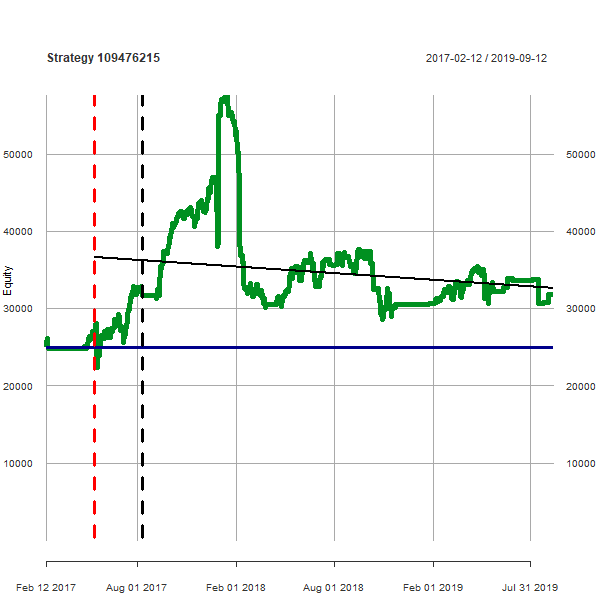 Strategy 109476215
2017-02-12 / 2019-09-12
50000
50000
40000
40000
Equity
30000
30000
20000
20000
10000
10000
Feb 12 2017
Aug 01 2017
Feb 01 2018
Aug 01 2018
Feb 01 2019
Jul 31 2019